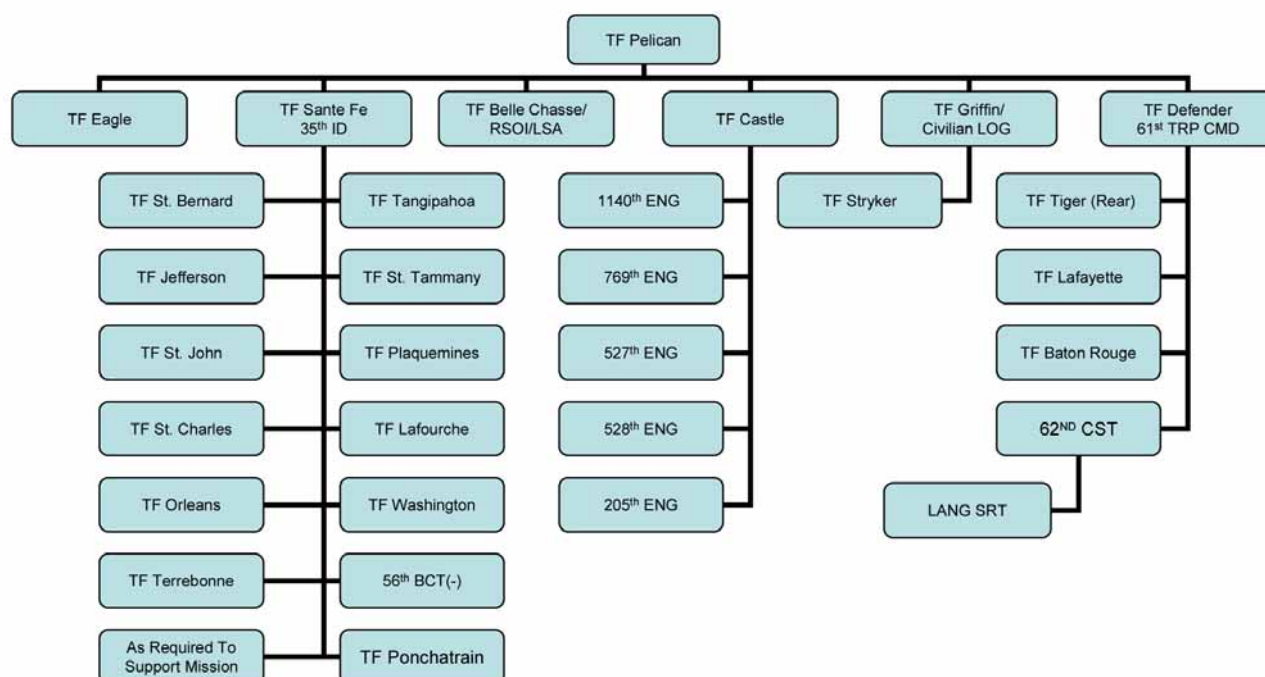 TF Pelican
TF Eagle
TF Sante Fe
35th ID
TF Belle Chasse/
RSOI/LSA
TF Castle
TF Griffin/
Civilian LOG
TF Defender
61st TRP CMD
TF St. Bernard
TF Tangipahoa
1140th ENG
TF Stryker
TF Tiger (Rear)
TF Jefferson
TF St. Tammany
769th ENG
TF Lafayette
TF St. John
TF Plaquemines
527th ENG
TF Baton Rouge
TF St. Charles
TF Lafourche
528th ENG
62ND CST
TF Orleans
TF Washington
205th ENG
LANG SRT
TF Terrebonne
56th BCT(-)
As Required To
Support Mission
TF Ponchatrain